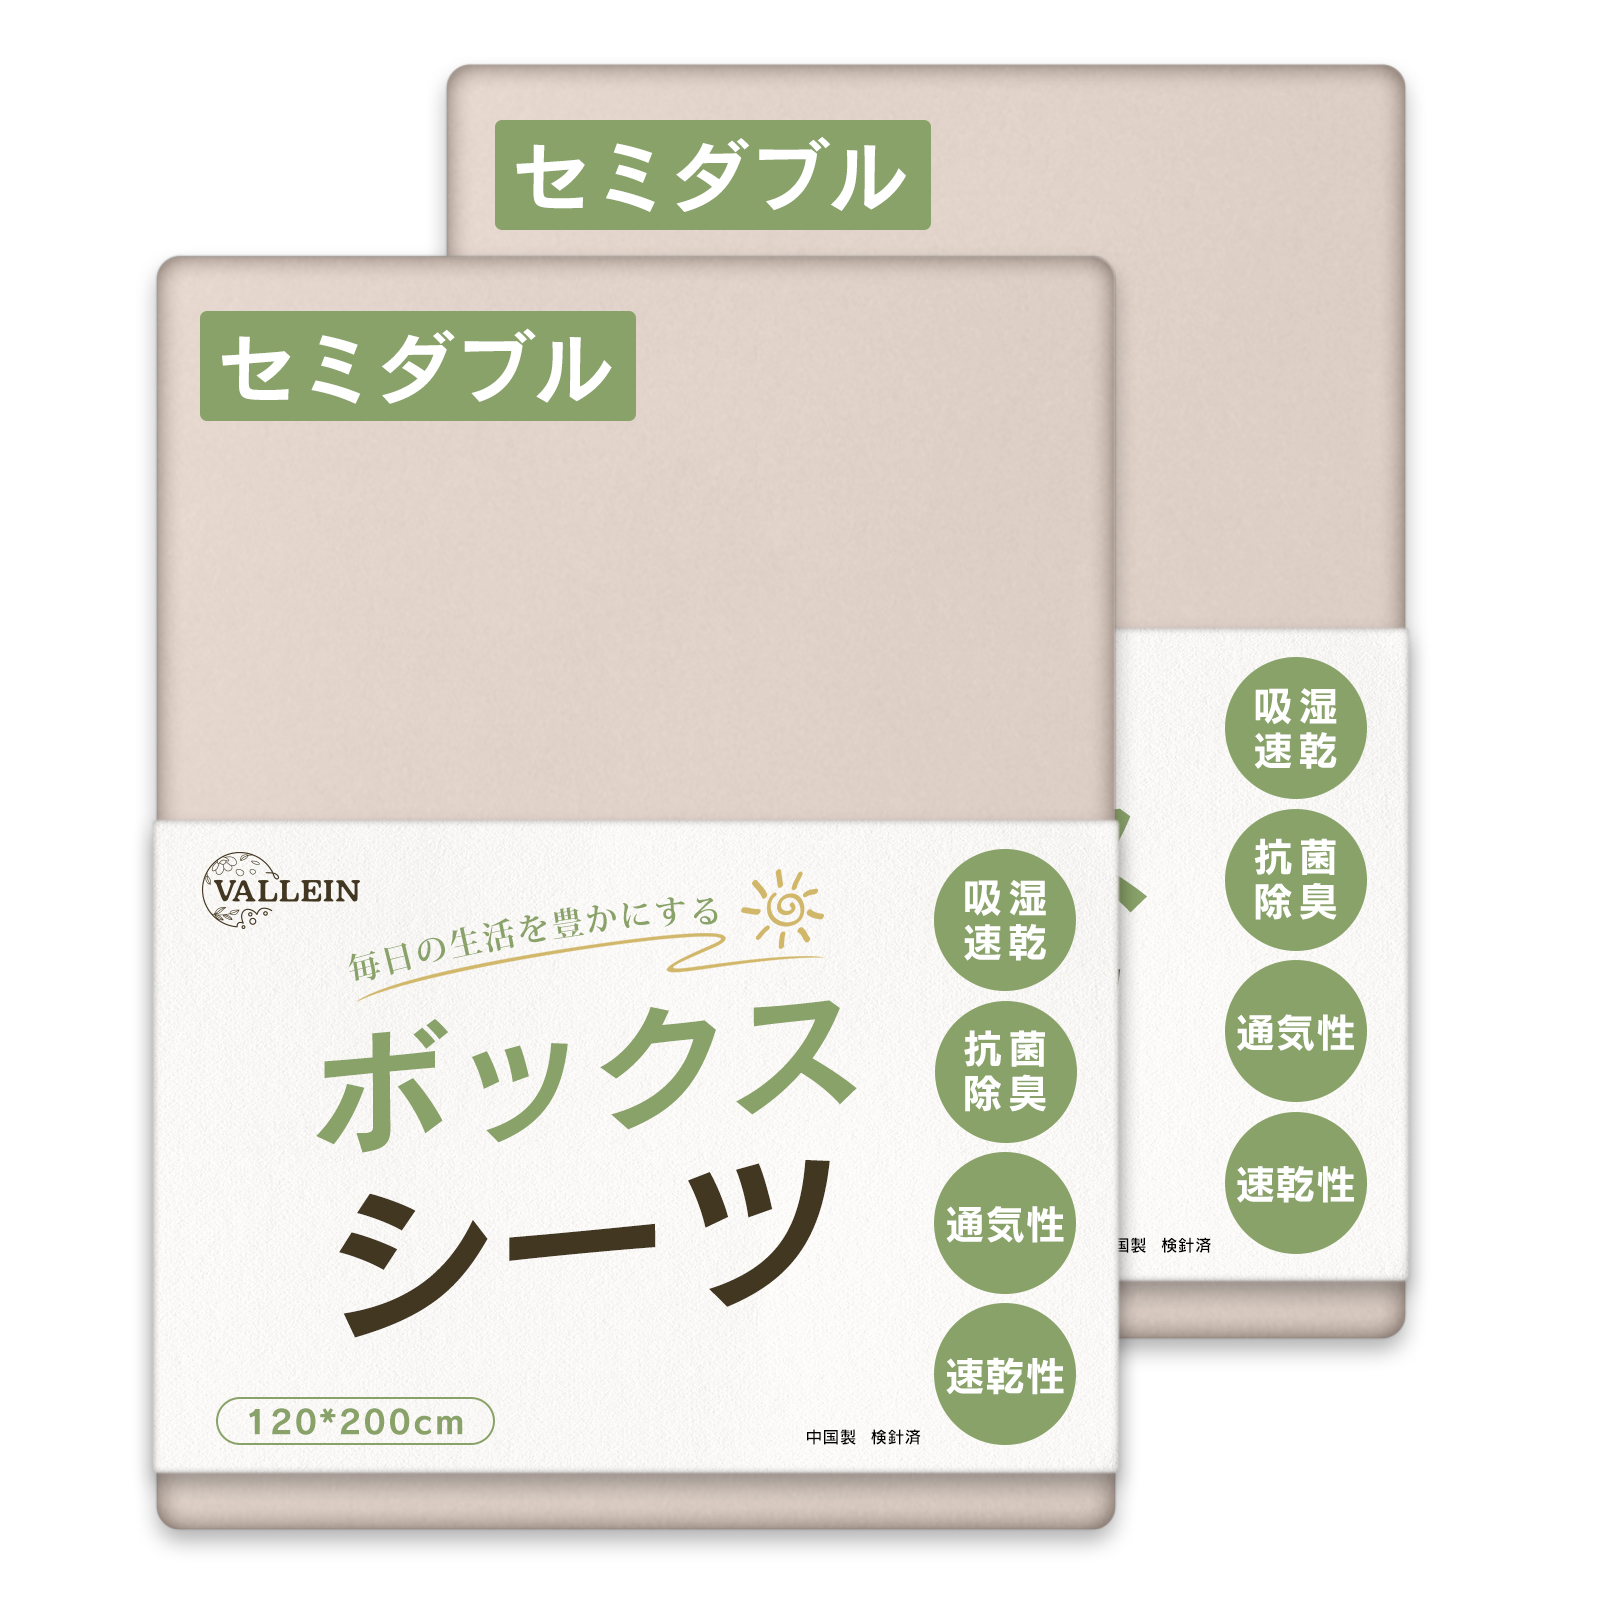 セミダブル
セミダブル
VALLEIN
毎日の生活を豊かにする
ボックス
シーツ
120*200cm
中国製 検針済
吸湿
速乾
抗菌
除臭
通気性
速乾性
吸湿
速乾
抗菌
除臭
通気性
速乾性
国製 検針済